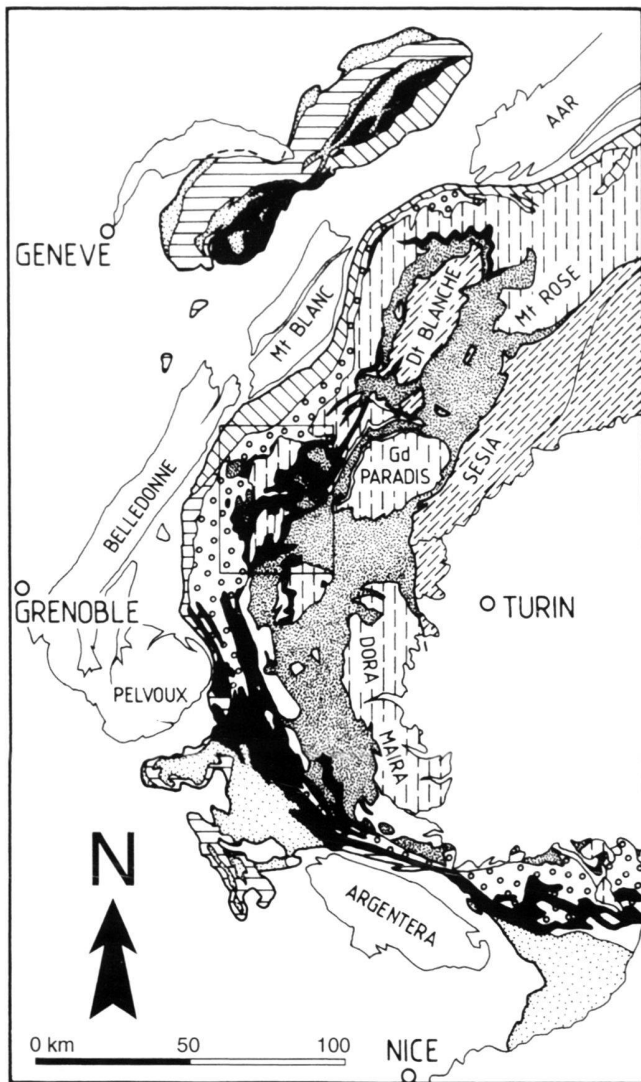 AAR
GENEVE
Mt BLANC
Dt BLANCHE
Mt ROSE
Gd
PARADIS
SESIA
BELLEDONNE
GRENOBLE
TURIN
PELVOUX
DORA
MAIRA
N
ARGENTERA
0 km 50 100
NICE